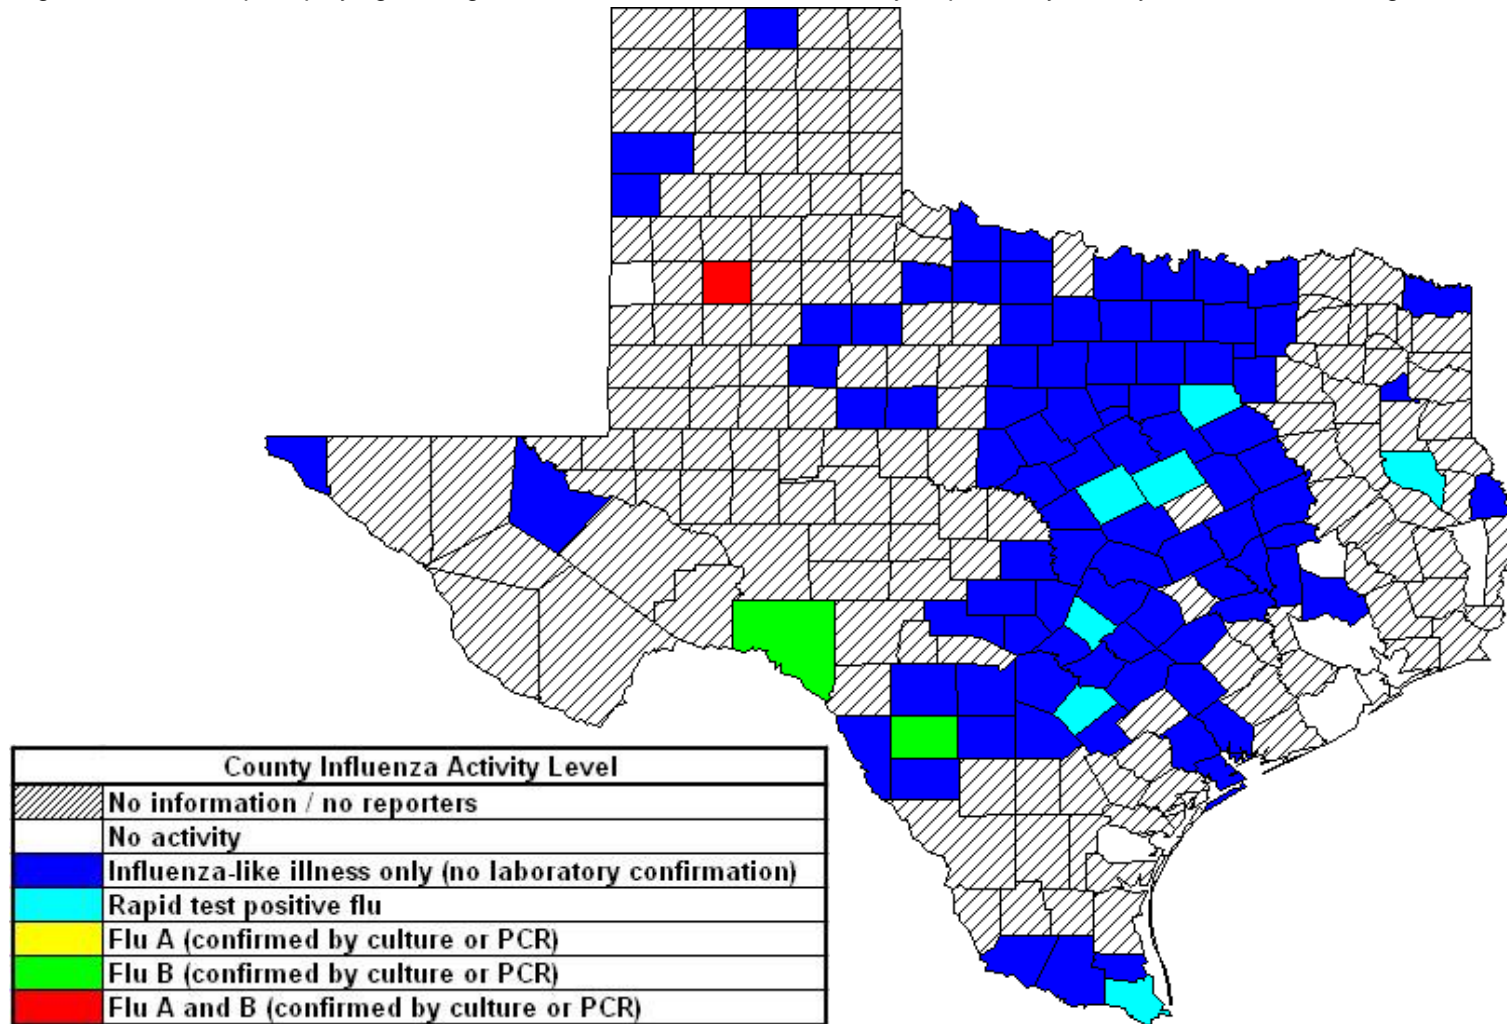 County Influenza Activity Level
No information / no reporters
No activity
Influenza-like illness only (no laboratory confirmation)
Rapid test positive flu
Flu A (confirmed by culture or PCR)
Flu B (confirmed by culture or PCR)
Flu A and B (confirmed by culture or PCR)